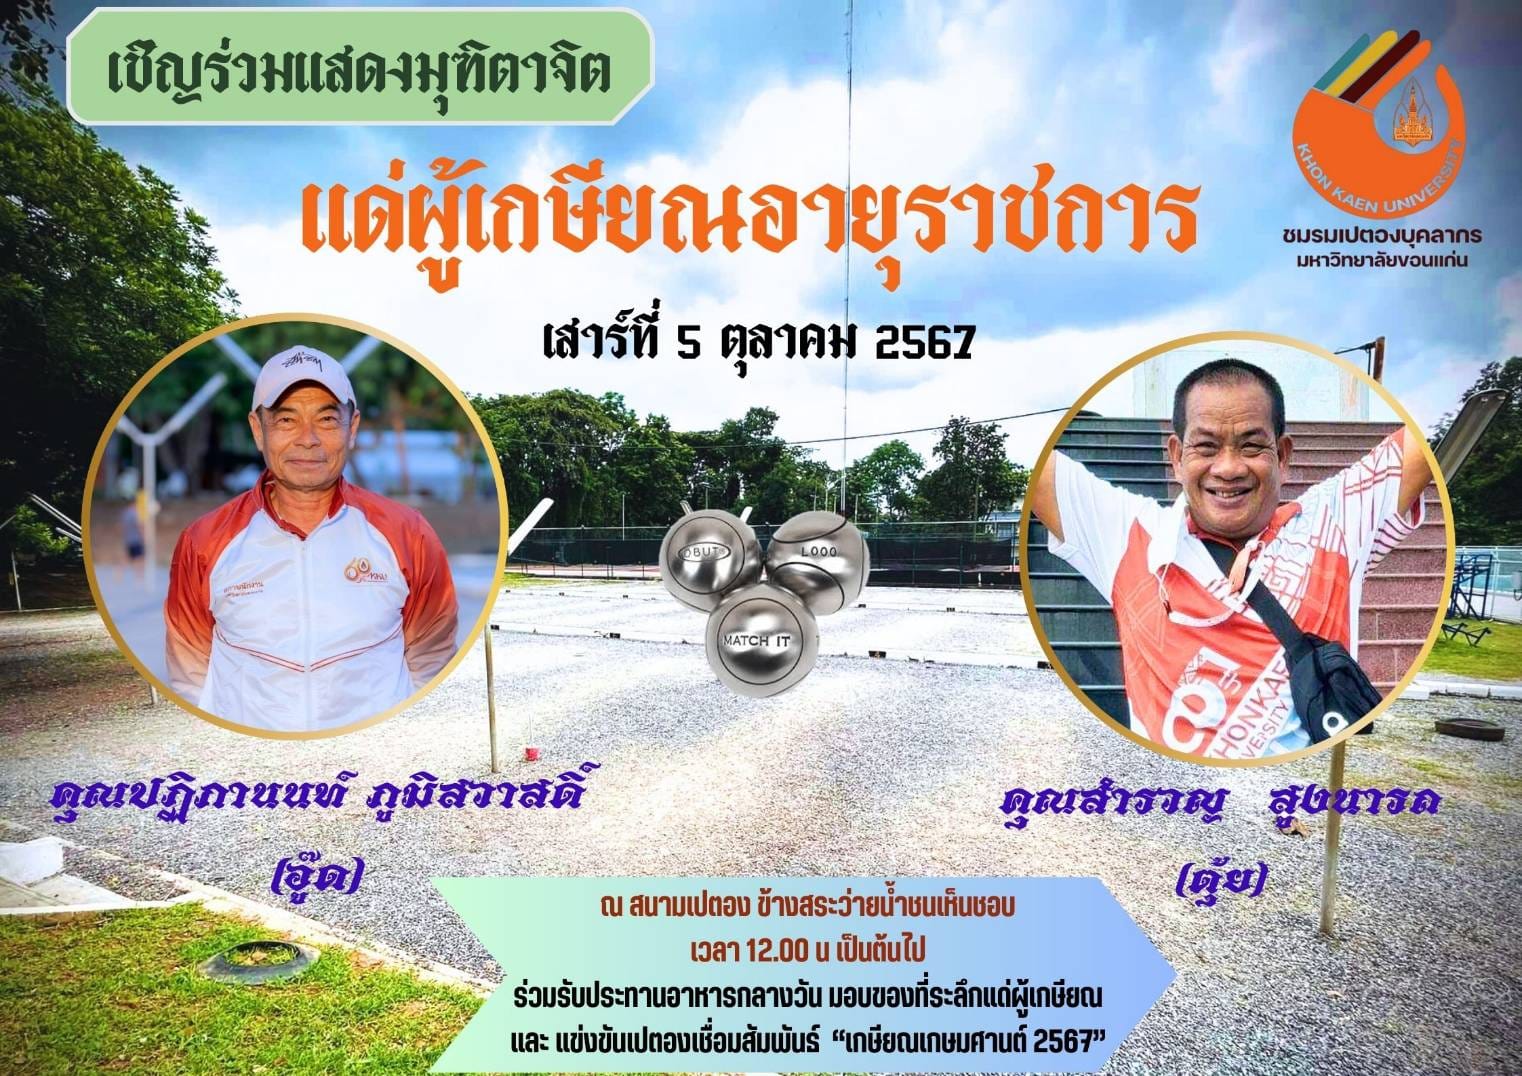 เชิญร่วมแสดงมุฑิตาจิต
แด่ผู้เกษียณอายุราชการ
เสาร์ที่ 5 ตุลาคม 2567
KHON KAEN UNIVERSITY
ชมรมเปตองบุคลากร
มหาวิทยาลัยขอนแก่น
60
KKU
OBUT
LOOO
MATCH IT
th
KHONKAEN
คุณปฏิภานนท์ ภูมิสวาสดิ์
(อู๊ด)
คุณสำรวญ สูงนารถ
(ตุ้ย)
ณ สนามเปตอง ข้างสระว่ายน้ำชนเห็นชอบ
เวลา 12.00 น เป็นต้นไป
ร่วมรับประทานอาหารกลางวัน มอบของที่ระลึกแด่ผู้เกษียณ
และ แข่งขันเปตองเชื่อมสัมพันธ์ “เกษียณเกษมศานต์ 2567”